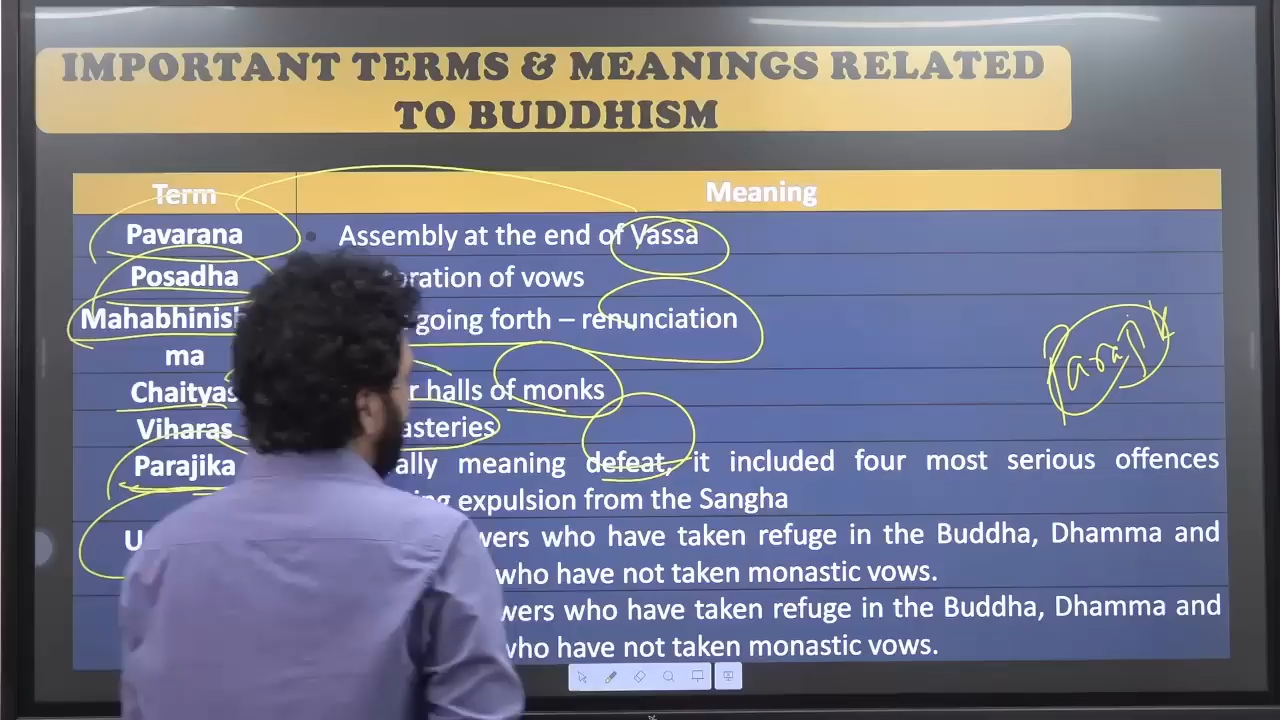 IMPORTANT TERMS & MEANINGS RELATED
TO BUDDHISM
Term Meaning
Pavarana • Assembly at the end of Vassa
Posadha oration of vows
Mahabhinish going forth – renunciation
ma
Chaityas r halls of monks
Viharas asteries
Parajika ally meaning defeat, it included four most serious offences
ng expulsion from the Sangha
U wers who have taken refuge in the Buddha, Dhamma and
who have not taken monastic vows.
wers who have taken refuge in the Buddha, Dhamma and
who have not taken monastic vows.
Parajik